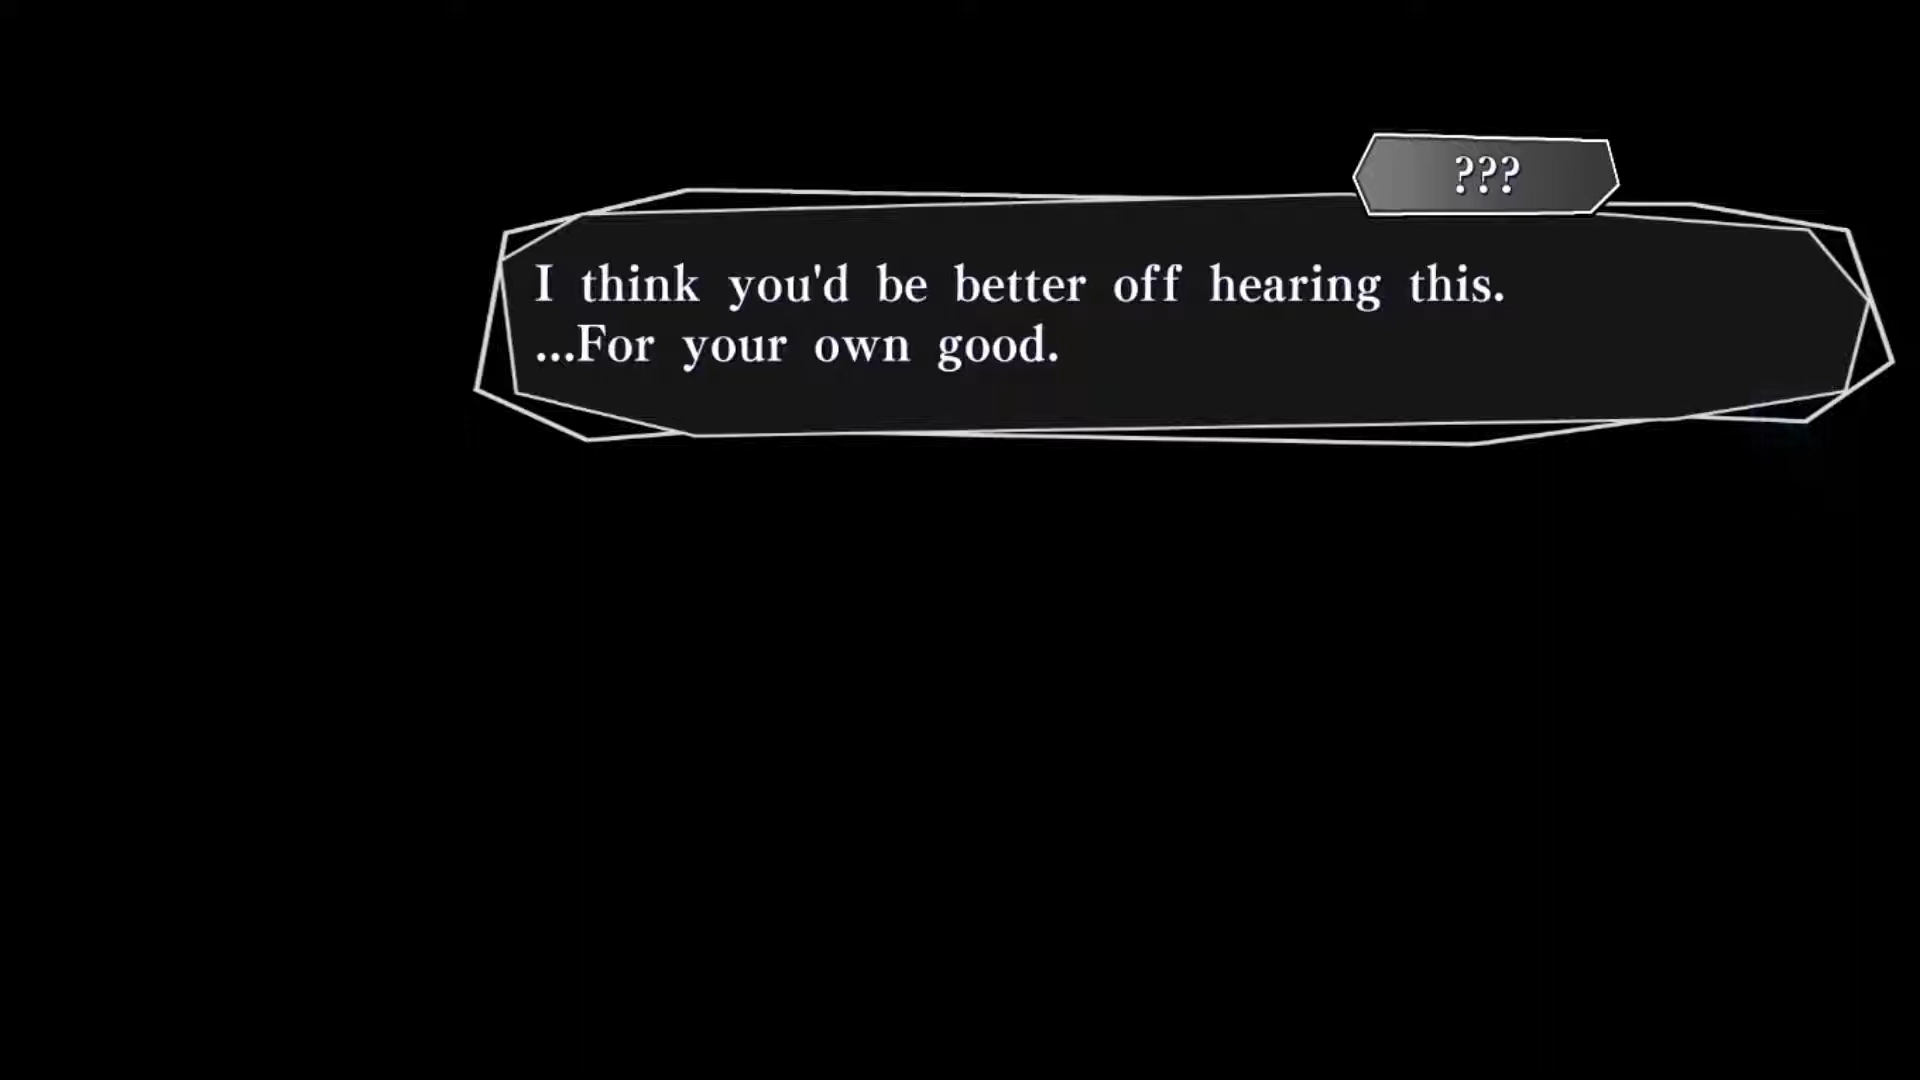 ???
I think you'd be better off hearing this.
...For your own good.